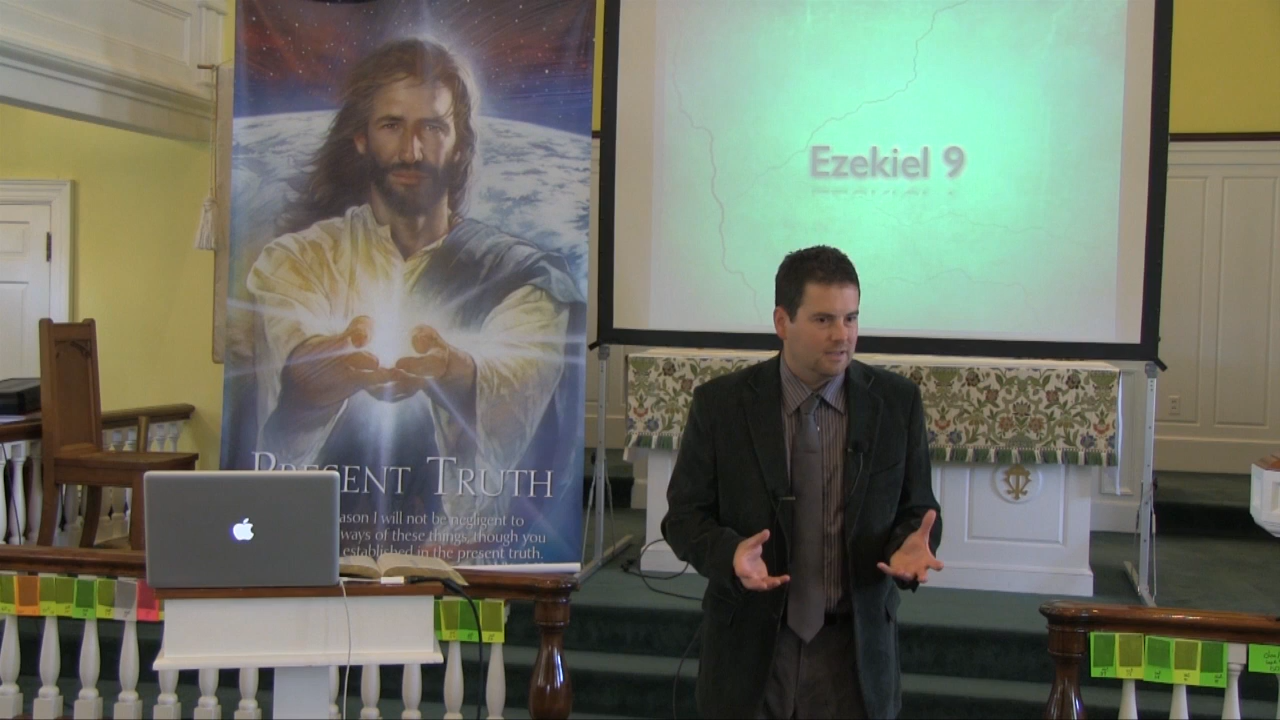 Ezekiel 9
PRESENT TRUTH
ason I will not be negligent to
ways of these things, though you
established in the present truth.